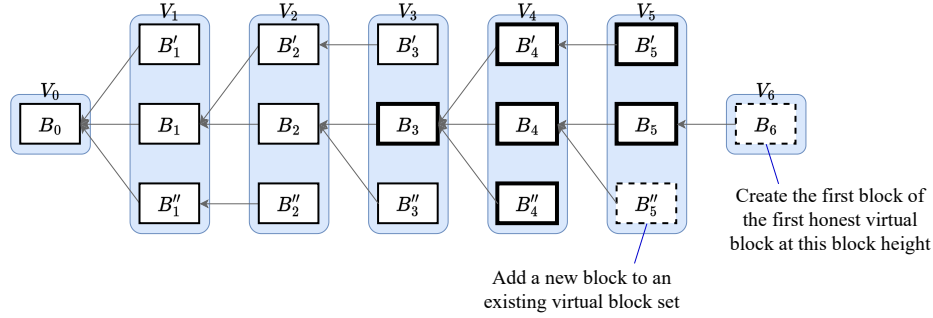 V₁ V₂ V₃ V₄ V₅
B′₁ B′₂ B′₃ B′₄ B′₅
V₀ V₆
B₀ B₁ B₂ B₃ B₄ B₅ B₆
B″₁ B″₂ B″₃ B″₄ B″₅
Create the first block of
the first honest virtual
block at this block height
Add a new block to an
existing virtual block set